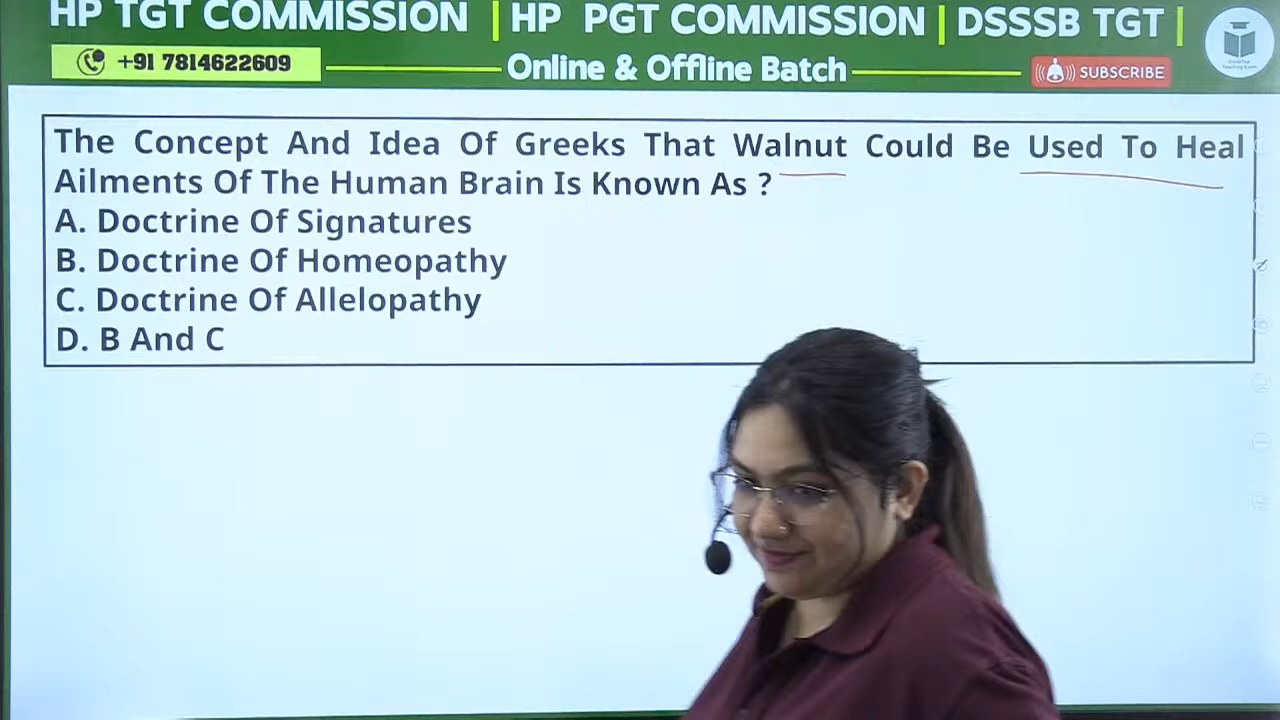 HP TGT COMMISSION | HP PGT COMMISSION | DSSSB TGT |
+91 7814622609
Online & Offline Batch
SUBSCRIBE
The Concept And Idea Of Greeks That Walnut Could Be Used To Heal
Ailments Of The Human Brain Is Known As ?
A. Doctrine Of Signatures
B. Doctrine Of Homeopathy
C. Doctrine Of Allelopathy
D. B And C